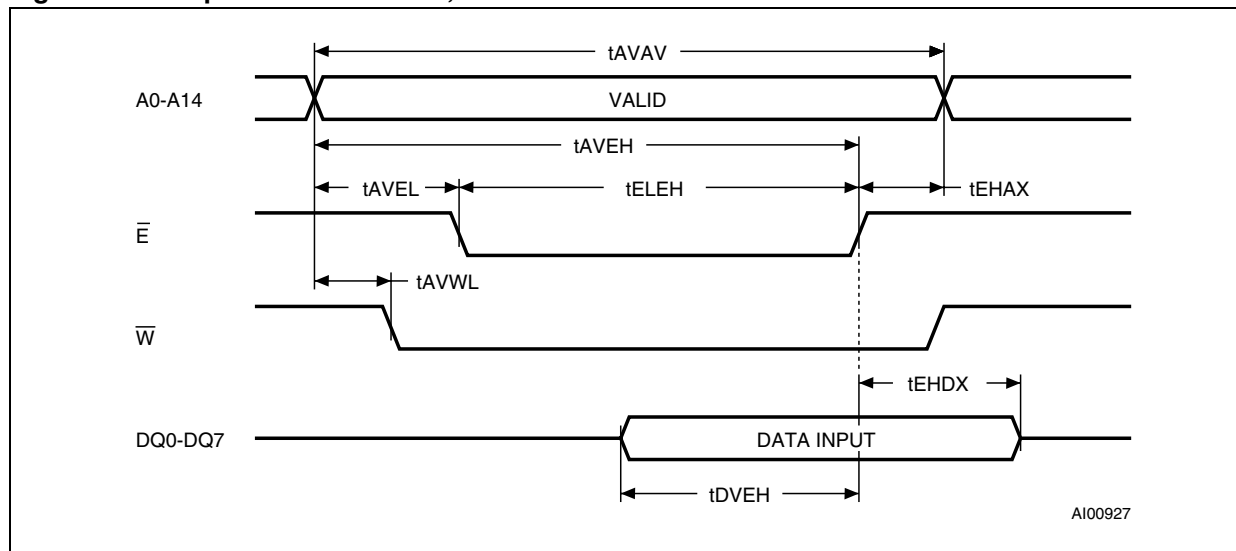 tAVAV
A0-A14
VALID
tAVEH
tAVEL
tELEH
tEHAX
E̅
tAVWL
W̅
tEHDX
DQ0-DQ7
DATA INPUT
tDVEH
AI00927